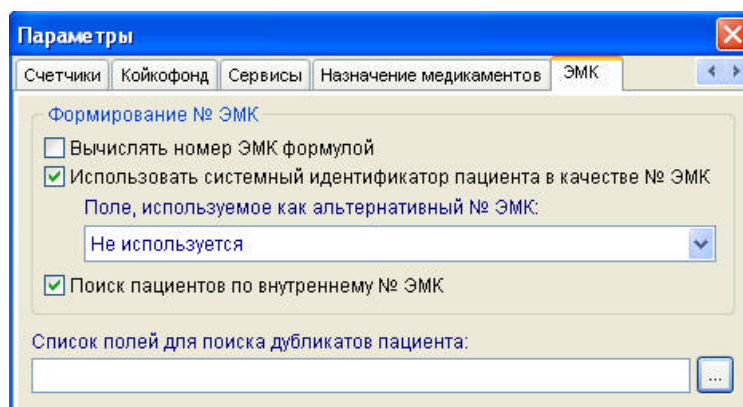 Параметры
Счетчики Койкофонд Сервисы Назначение медикаментов ЭМК
Формирование № ЭМК
Вычислять номер ЭМК формулой
Использовать системный идентификатор пациента в качестве № ЭМК
Поле, используемое как альтернативный № ЭМК:
Не используется
Поиск пациентов по внутреннему № ЭМК
Список полей для поиска дубликатов пациента:
...